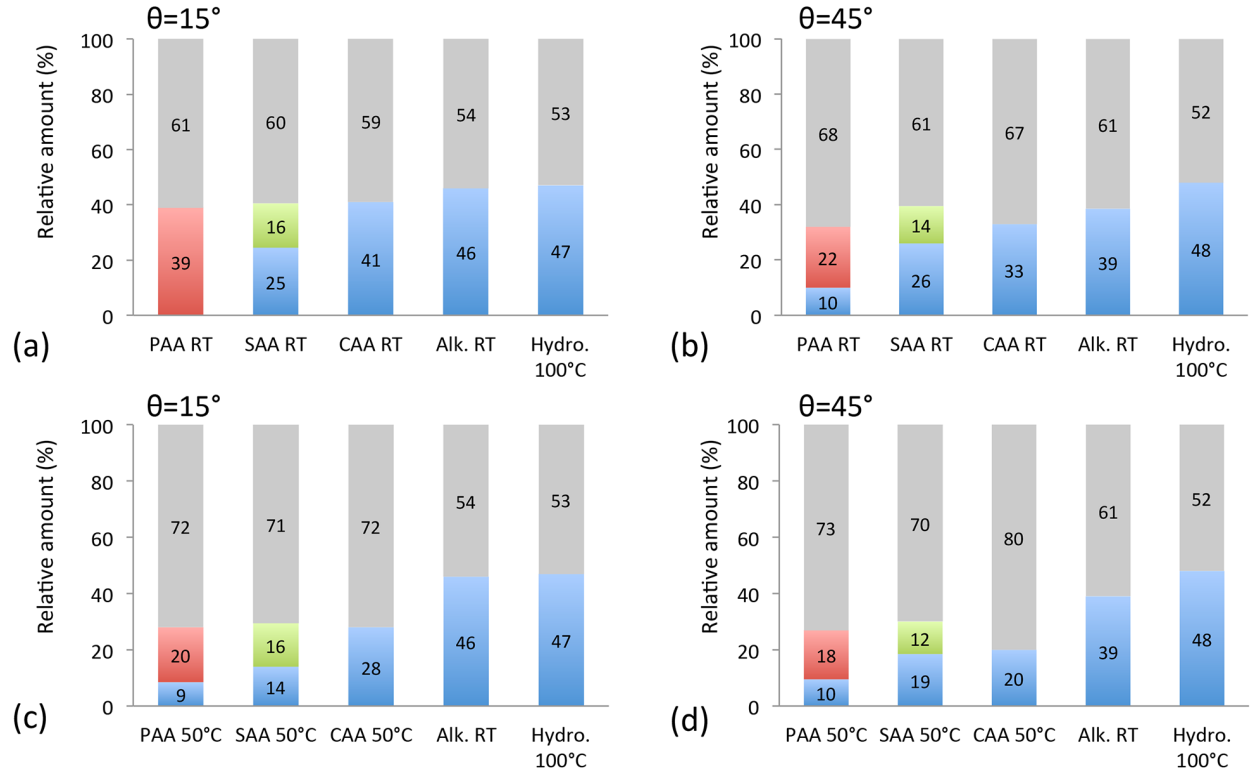 θ=15°
Relative amount (%)
100
80
60
40
20
0
61
60
59
54
53
39
16
25
41
46
47
PAA RT
SAA RT
CAA RT
Alk. RT
Hydro.
100°C
(a)
θ=45°
Relative amount (%)
100
80
60
40
20
0
68
61
67
61
52
22
10
14
26
33
39
48
PAA RT
SAA RT
CAA RT
Alk. RT
Hydro.
100°C
(b)
θ=15°
Relative amount (%)
100
80
60
40
20
0
72
71
72
54
53
20
9
16
14
28
46
47
PAA 50°C
SAA 50°C
CAA 50°C
Alk. RT
Hydro.
100°C
(c)
θ=45°
Relative amount (%)
100
80
60
40
20
0
73
70
80
61
52
18
10
12
19
20
39
48
PAA 50°C
SAA 50°C
CAA 50°C
Alk. RT
Hydro.
100°C
(d)